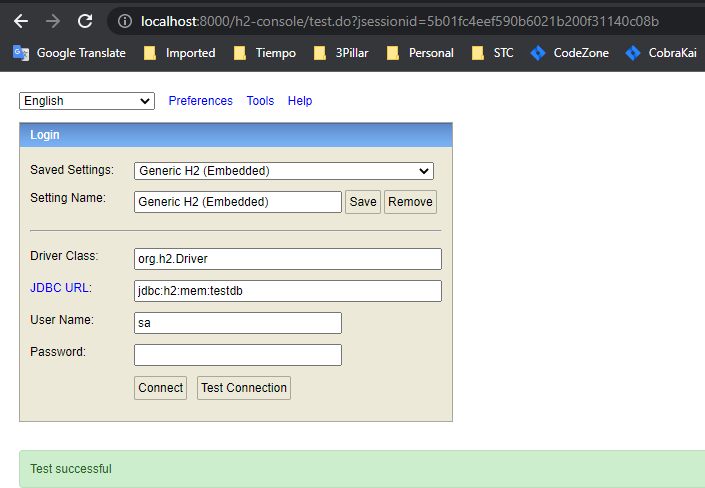 localhost:8000/h2-console/test.do?jsessionid=5b01fc4eef590b6021b200f31140c08b
Google Translate Imported Tiempo 3Pillar Personal STC CodeZone CobraKai
English Preferences Tools Help
Login
Saved Settings: Generic H2 (Embedded)
Setting Name: Generic H2 (Embedded) Save Remove
Driver Class: org.h2.Driver
JDBC URL: jdbc:h2:mem:testdb
User Name: sa
Password:
Connect Test Connection
Test successful